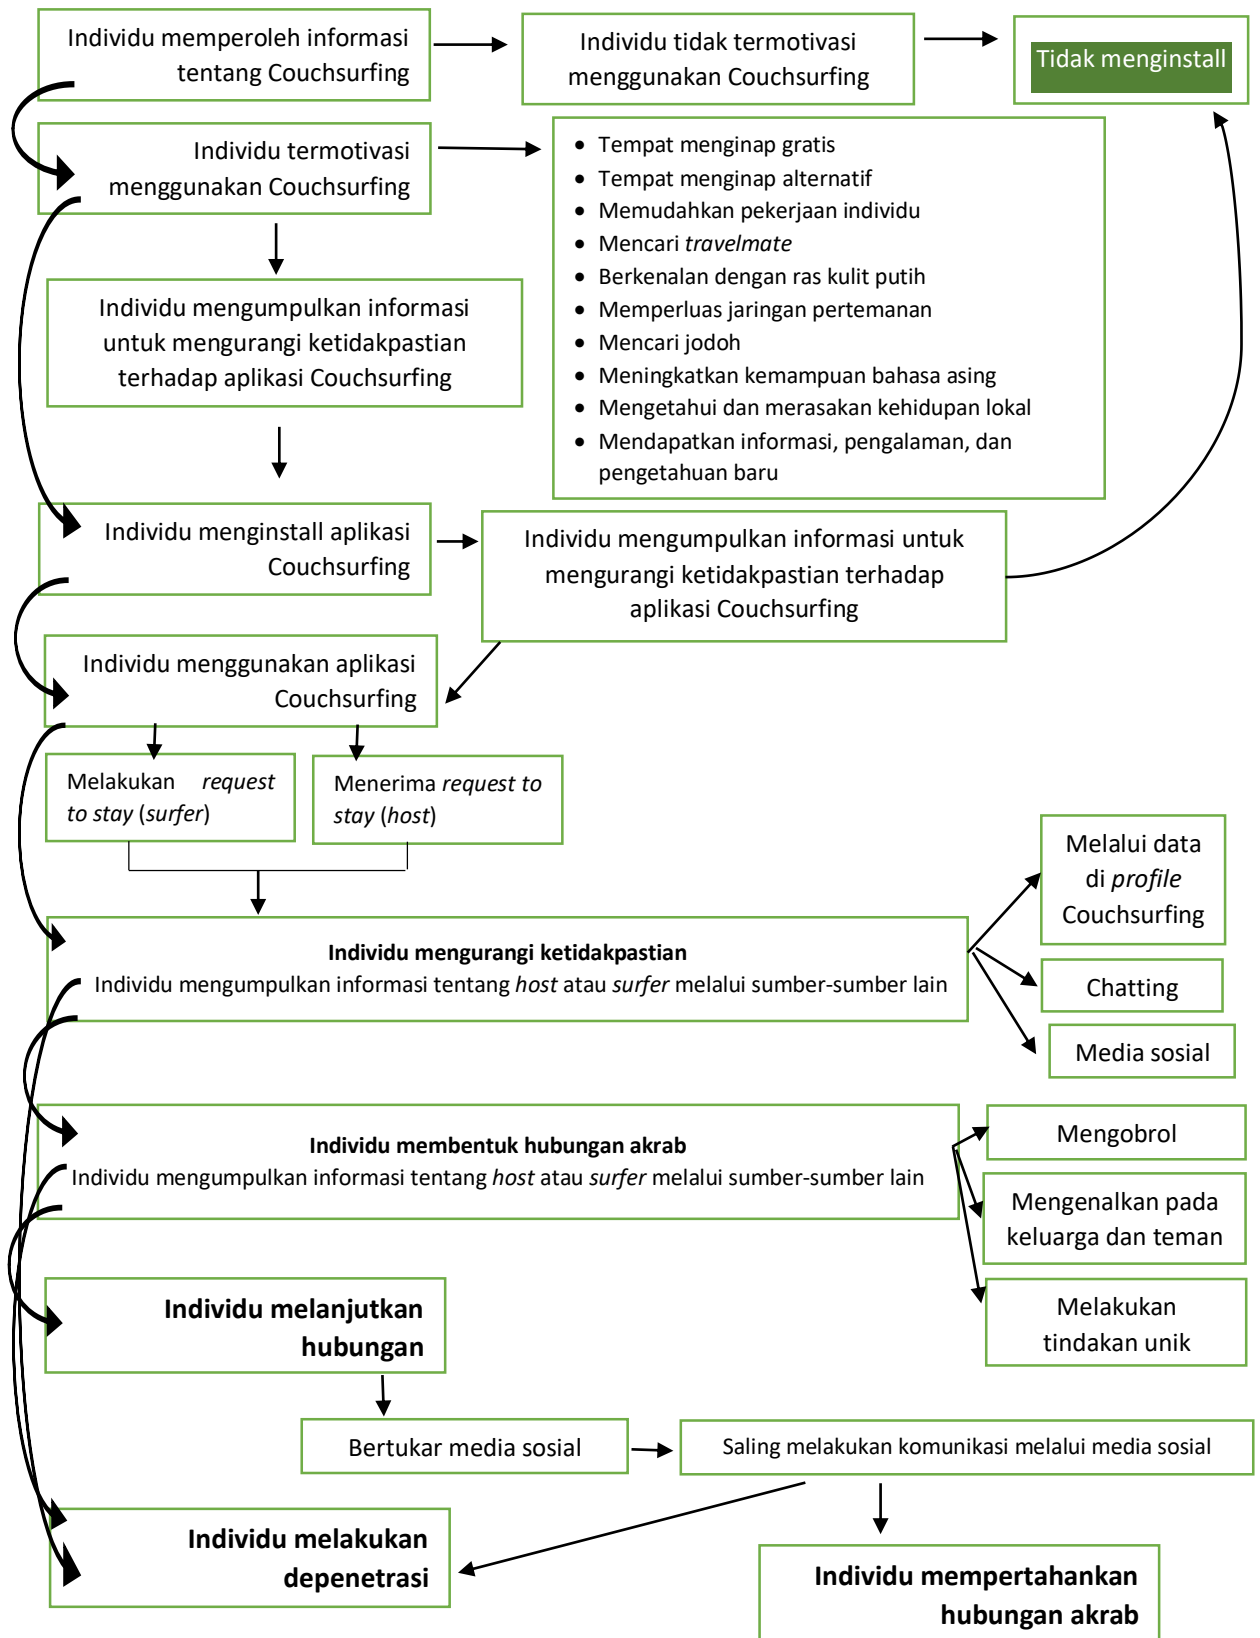 Individu memperoleh informasi
tentang Couchsurfing
Individu tidak termotivasi
menggunakan Couchsurfing
Tidak menginstall
Individu termotivasi
menggunakan Couchsurfing
• Tempat menginap gratis
• Tempat menginap alternatif
• Memudahkan pekerjaan individu
• Mencari travelmate
• Berkenalan dengan ras kulit putih
• Memperluas jaringan pertemanan
• Mencari jodoh
• Meningkatkan kemampuan bahasa asing
• Mengetahui dan merasakan kehidupan lokal
• Mendapatkan informasi, pengalaman, dan
pengetahuan baru
Individu mengumpulkan informasi
untuk mengurangi ketidakpastian
terhadap aplikasi Couchsurfing
Individu menginstall aplikasi
Couchsurfing
Individu mengumpulkan informasi untuk
mengurangi ketidakpastian terhadap
aplikasi Couchsurfing
Individu menggunakan aplikasi
Couchsurfing
Melakukan request
to stay (surfer)
Menerima request to
stay (host)
Individu mengurangi ketidakpastian
Individu mengumpulkan informasi tentang host atau surfer melalui sumber-sumber lain
Melalui data
di profile
Couchsurfing
Chatting
Media sosial
Individu membentuk hubungan akrab
Individu mengumpulkan informasi tentang host atau surfer melalui sumber-sumber lain
Mengobrol
Mengenalkan pada
keluarga dan teman
Melakukan
tindakan unik
Individu melanjutkan
hubungan
Bertukar media sosial
Saling melakukan komunikasi melalui media sosial
Individu melakukan
depenetrasi
Individu mempertahankan
hubungan akrab